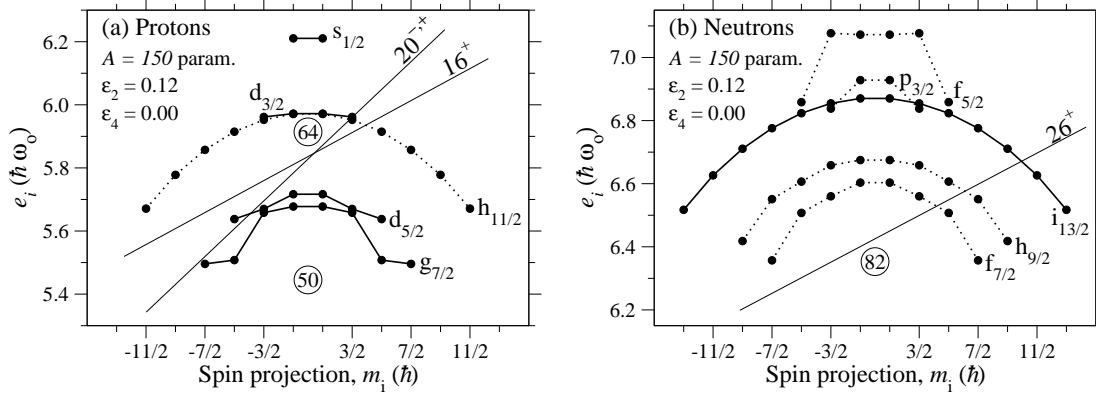 (a) Protons
A = 150 param.
ε₂ = 0.12
ε₄ = 0.00
s₁/₂
20⁻,⁺
16⁺
d₃/₂
64
d₅/₂
h₁₁/₂
g₇/₂
50
6.2
6.0
5.8
5.6
5.4
eᵢ (ħ ωₒ)
-11/2 -7/2 -3/2 3/2 7/2 11/2
Spin projection, mᵢ (ħ)
(b) Neutrons
A = 150 param.
ε₂ = 0.12
ε₄ = 0.00
p₃/₂
f₅/₂
26⁺
i₁₃/₂
h₉/₂
f₇/₂
82
7.0
6.8
6.6
6.4
6.2
eᵢ (ħ ωₒ)
-11/2 -7/2 -3/2 3/2 7/2 11/2
Spin projection, mᵢ (ħ)